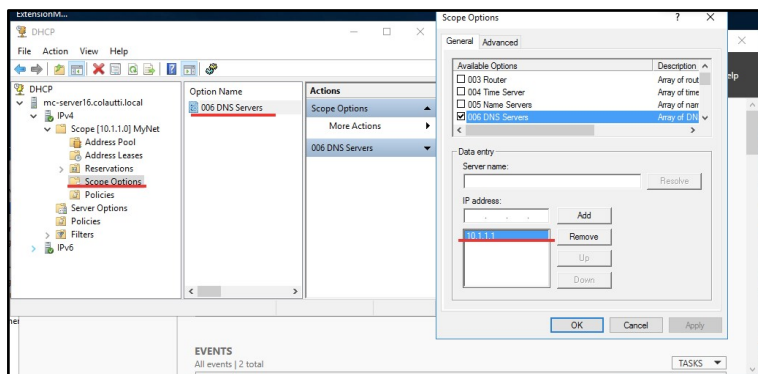 ExtensionM...
DHCP
File Action View Help
DHCP
mc-server16.colautti.local
IPv4
Scope [10.1.1.0] MyNet
Address Pool
Address Leases
Reservations
Scope Options
Policies
Server Options
Policies
Filters
IPv6
Option Name
006 DNS Servers
Actions
Scope Options
More Actions
006 DNS Servers
Scope Options
? X
General Advanced
Available Options Description
003 Router Array of rout
004 Time Server Array of time
005 Name Servers Array of nam
006 DNS Servers Array of DN
Data entry
Server name:
Resolve
IP address:
. . . Add
10.1.1.1 Remove
Up
Down
OK Cancel Apply
elp
EVENTS
All events | 2 total
TASKS